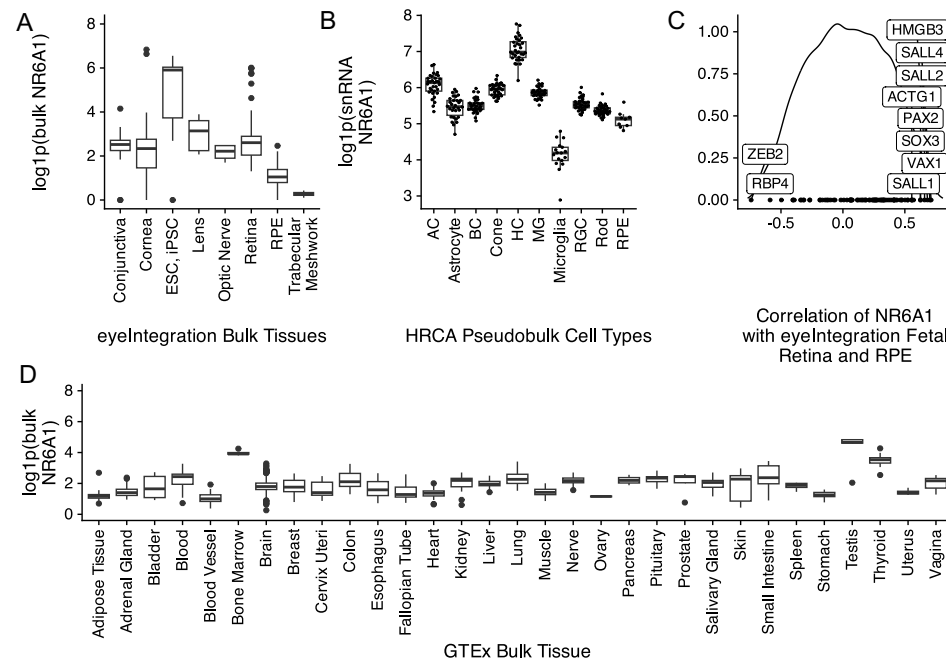 A
log1p(bulk NR6A1)
8
6
4
2
0
Conjunctiva
Cornea
ESC, iPSC
Lens
Optic Nerve
Retina
RPE
Trabecular
Meshwork
eyeIntegration Bulk Tissues
B
log1p(snRNA
NR6A1)
8
7
6
5
4
3
AC
Astrocyte
BC
Cone
HC
MG
Microglia
RGC
Rod
RPE
HRCA Pseudobulk Cell Types
C
1.00
0.75
0.50
0.25
0.00
HMGB3
SALL4
SALL2
ACTG1
PAX2
SOX3
VAX1
SALL1
ZEB2
RBP4
-0.5
0.0
0.5
Correlation of NR6A1
with eyeIntegration Fetal
Retina and RPE
D
log1p(bulk
NR6A1)
8
6
4
2
0
Adipose Tissue
Adrenal Gland
Bladder
Blood
Blood Vessel
Bone Marrow
Brain
Breast
Cervix Uteri
Colon
Esophagus
Fallopian Tube
Heart
Kidney
Liver
Lung
Muscle
Nerve
Ovary
Pancreas
Pituitary
Prostate
Salivary Gland
Skin
Small Intestine
Spleen
Stomach
Testis
Thyroid
Uterus
Vagina
GTEx Bulk Tissue